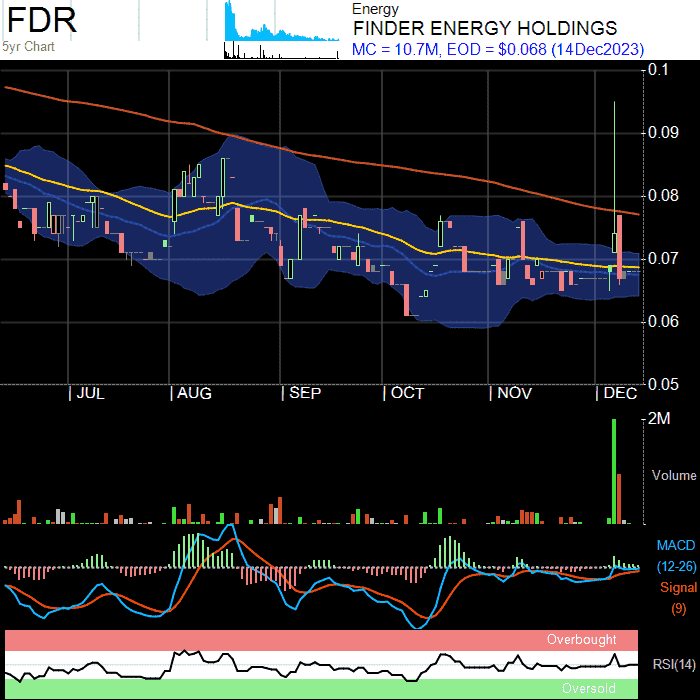 FDR
5yr Chart
Energy
FINDER ENERGY HOLDINGS
MC = 10.7M, EOD = $0.068 (14Dec2023)
0.1
0.09
0.08
0.07
0.06
0.05
JUL AUG SEP OCT NOV DEC
2M
Volume
MACD
(12-26)
Signal
(9)
Overbought
RSI(14)
Oversold